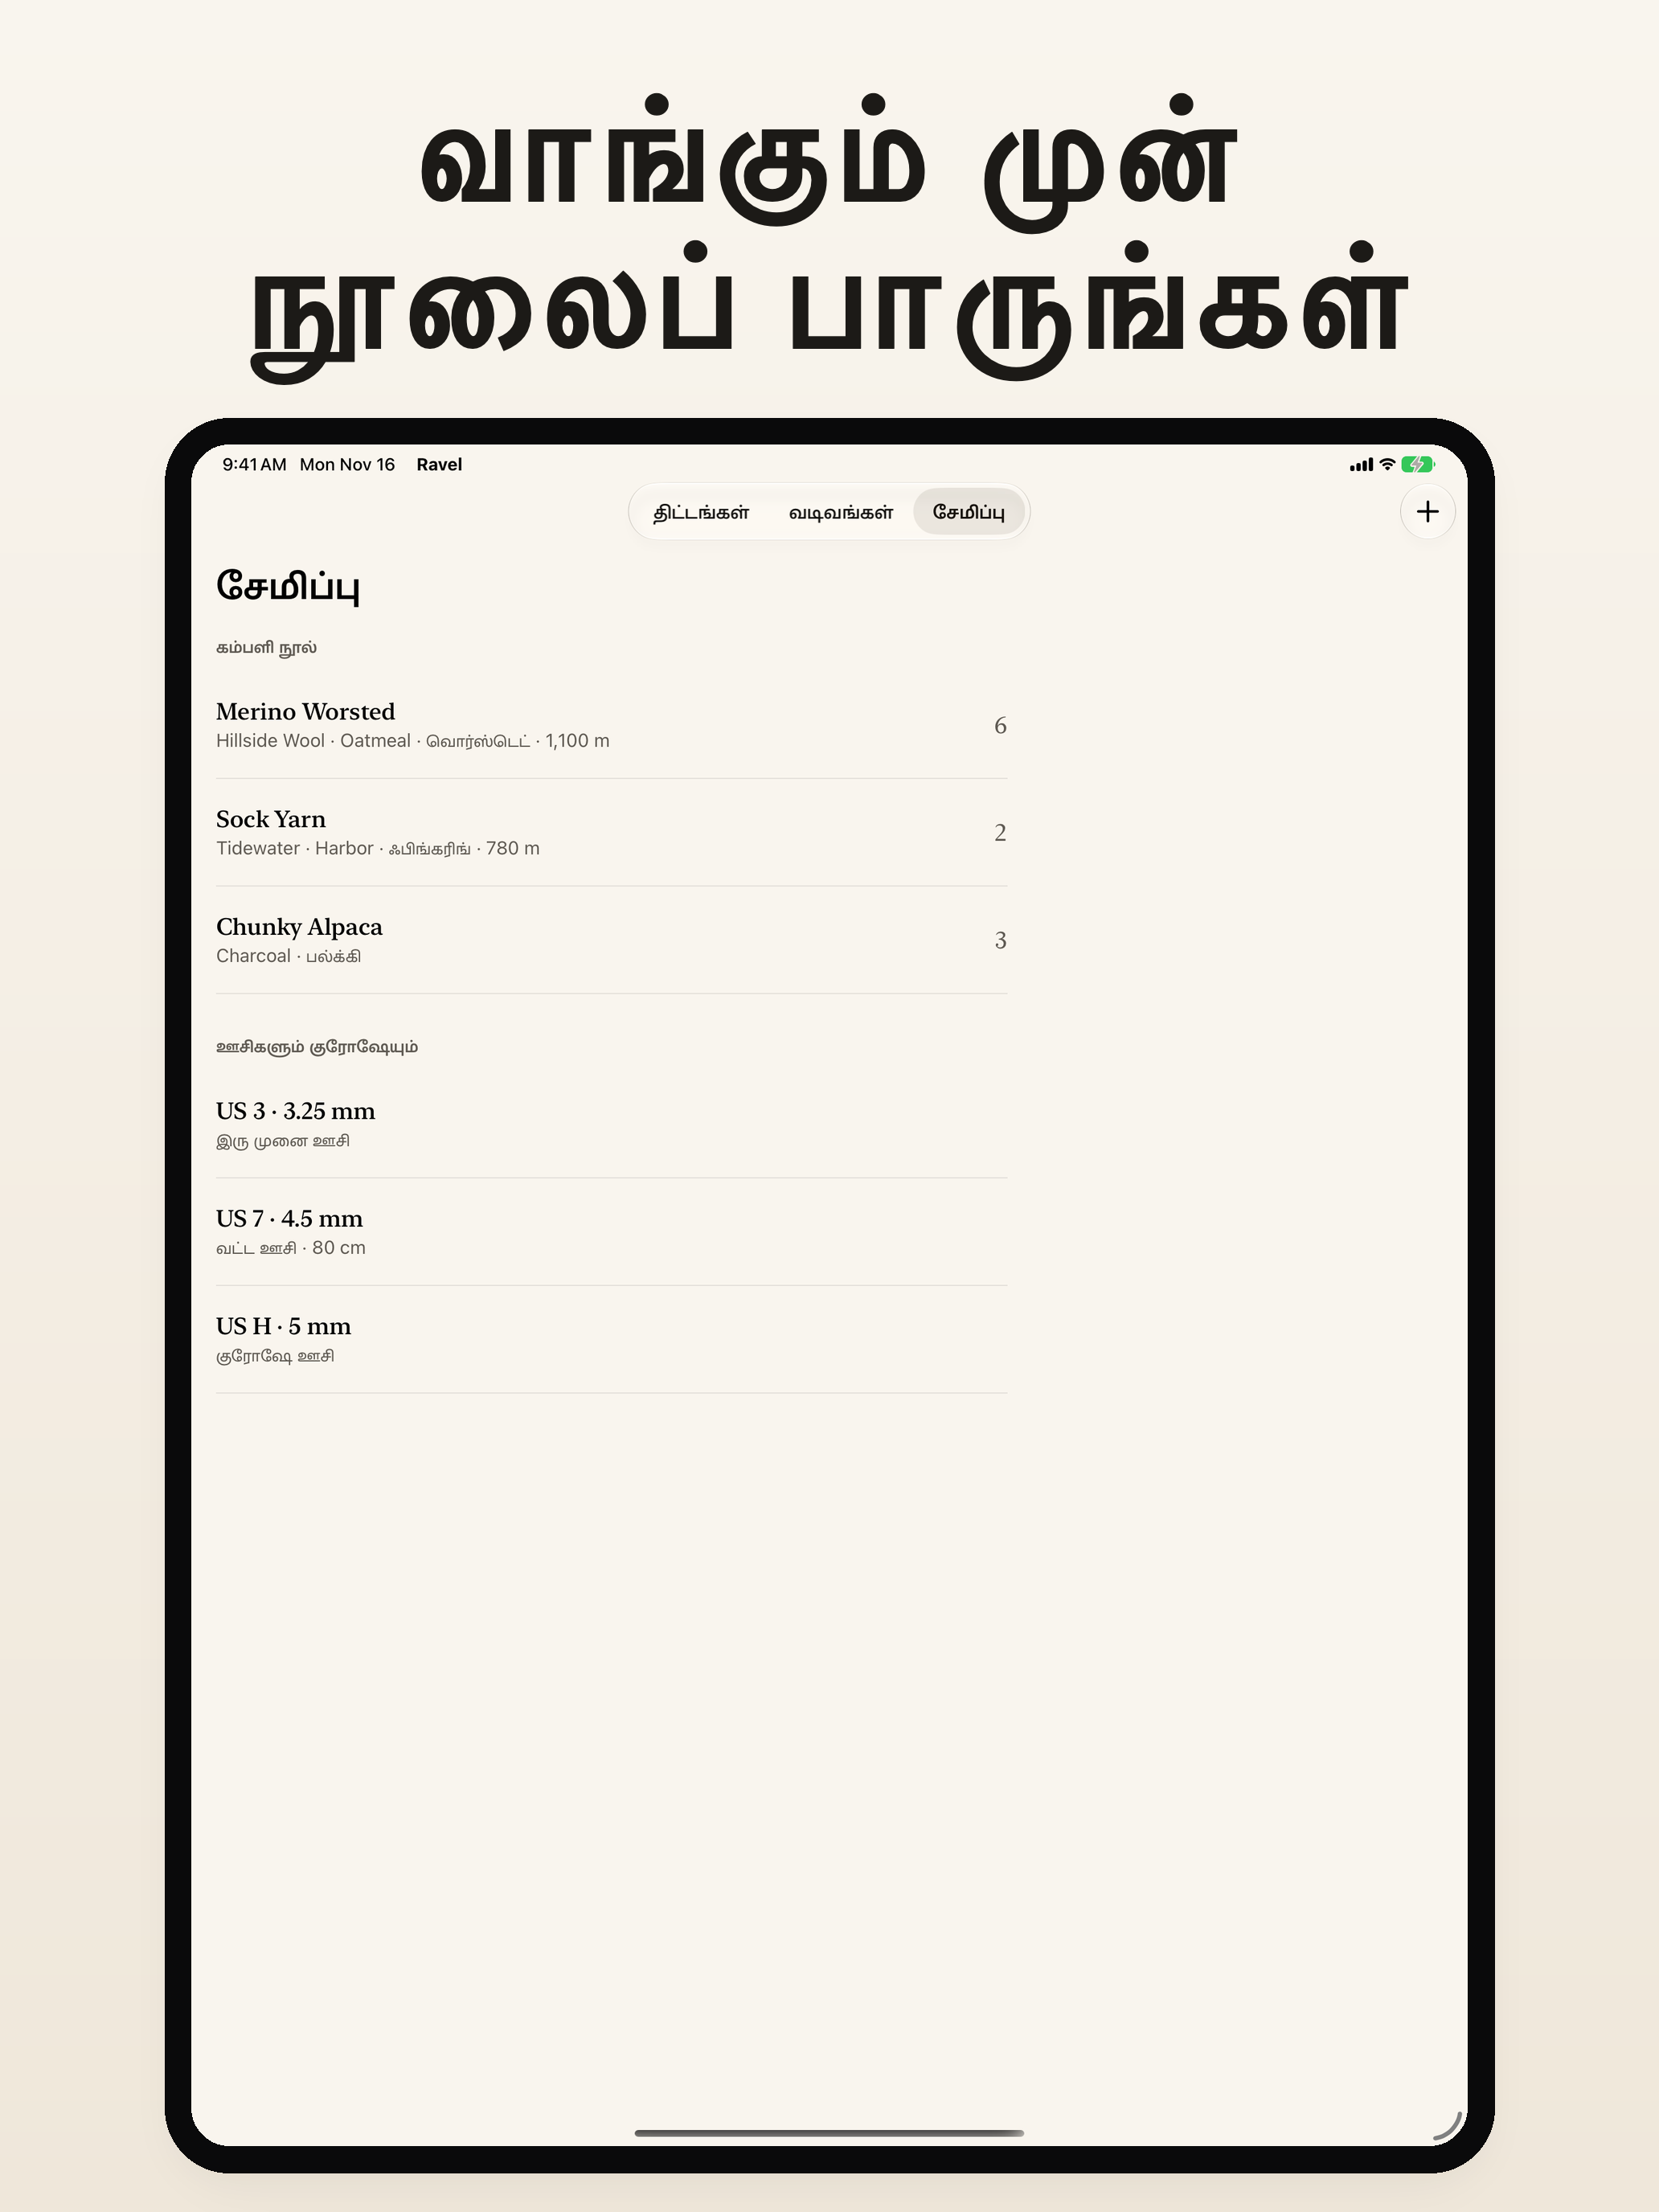 வாங்கும் முன்
நூலைப் பாருங்கள்
9:41 AM Mon Nov 16 Ravel
திட்டங்கள் வடிவங்கள் சேமிப்பு
சேமிப்பு
கம்பளி நூல்
Merino Worsted
6
Hillside Wool · Oatmeal · வொர்ஸ்டெட் · 1,100 m
Sock Yarn
2
Tidewater · Harbor · ஃபிங்கரிங் · 780 m
Chunky Alpaca
3
Charcoal · பல்க்கி
ஊசிகளும் குரோஷேயும்
US 3 · 3.25 mm
இரு முனை ஊசி
US 7 · 4.5 mm
வட்ட ஊசி · 80 cm
US H · 5 mm
குரோஷே ஊசி